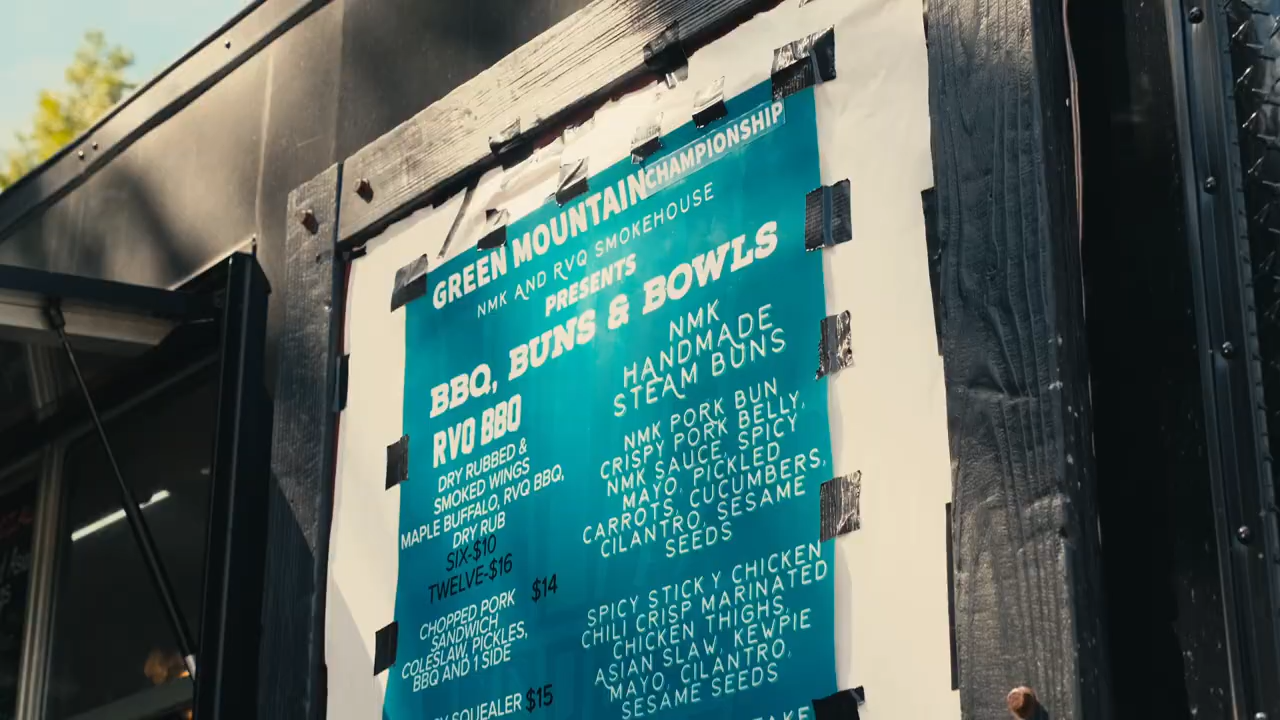 GREEN MOUNTAIN CHAMPIONSHIP
NMK AND RVQ SMOKEHOUSE
PRESENTS
BBQ, BUNS & BOWLS
RVQ BBQ
DRY RUBBED &
SMOKED WINGS
MAPLE BUFFALO, RVQ BBQ,
DRY RUB
SIX-$10
TWELVE-$16
CHOPPED PORK $14
SANDWICH
COLESLAW, PICKLES,
BBQ AND 1 SIDE
SQUEALER $15
NMK
HANDMADE
STEAM BUNS
NMK PORK BUN
CRISPY PORK BELLY,
NMK SAUCE, SPICY
MAYO, PICKLED
CARROTS, CUCUMBERS,
CILANTRO, SESAME
SEEDS
SPICY STICKY CHICKEN
CHILI CRISP MARINATED
CHICKEN THIGHS,
ASIAN SLAW, KEWPIE
MAYO, CILANTRO,
SESAME SEEDS